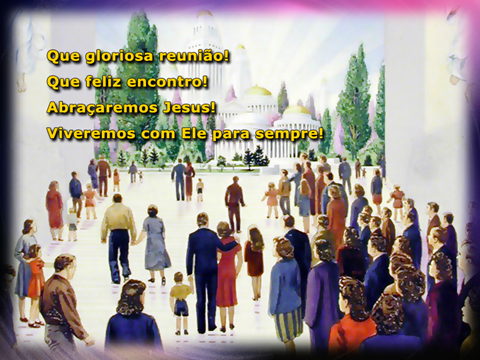 Que gloriosa reunião!
Que feliz encontro!
Abraçaremos Jesus!
Viveremos com Ele para sempre!